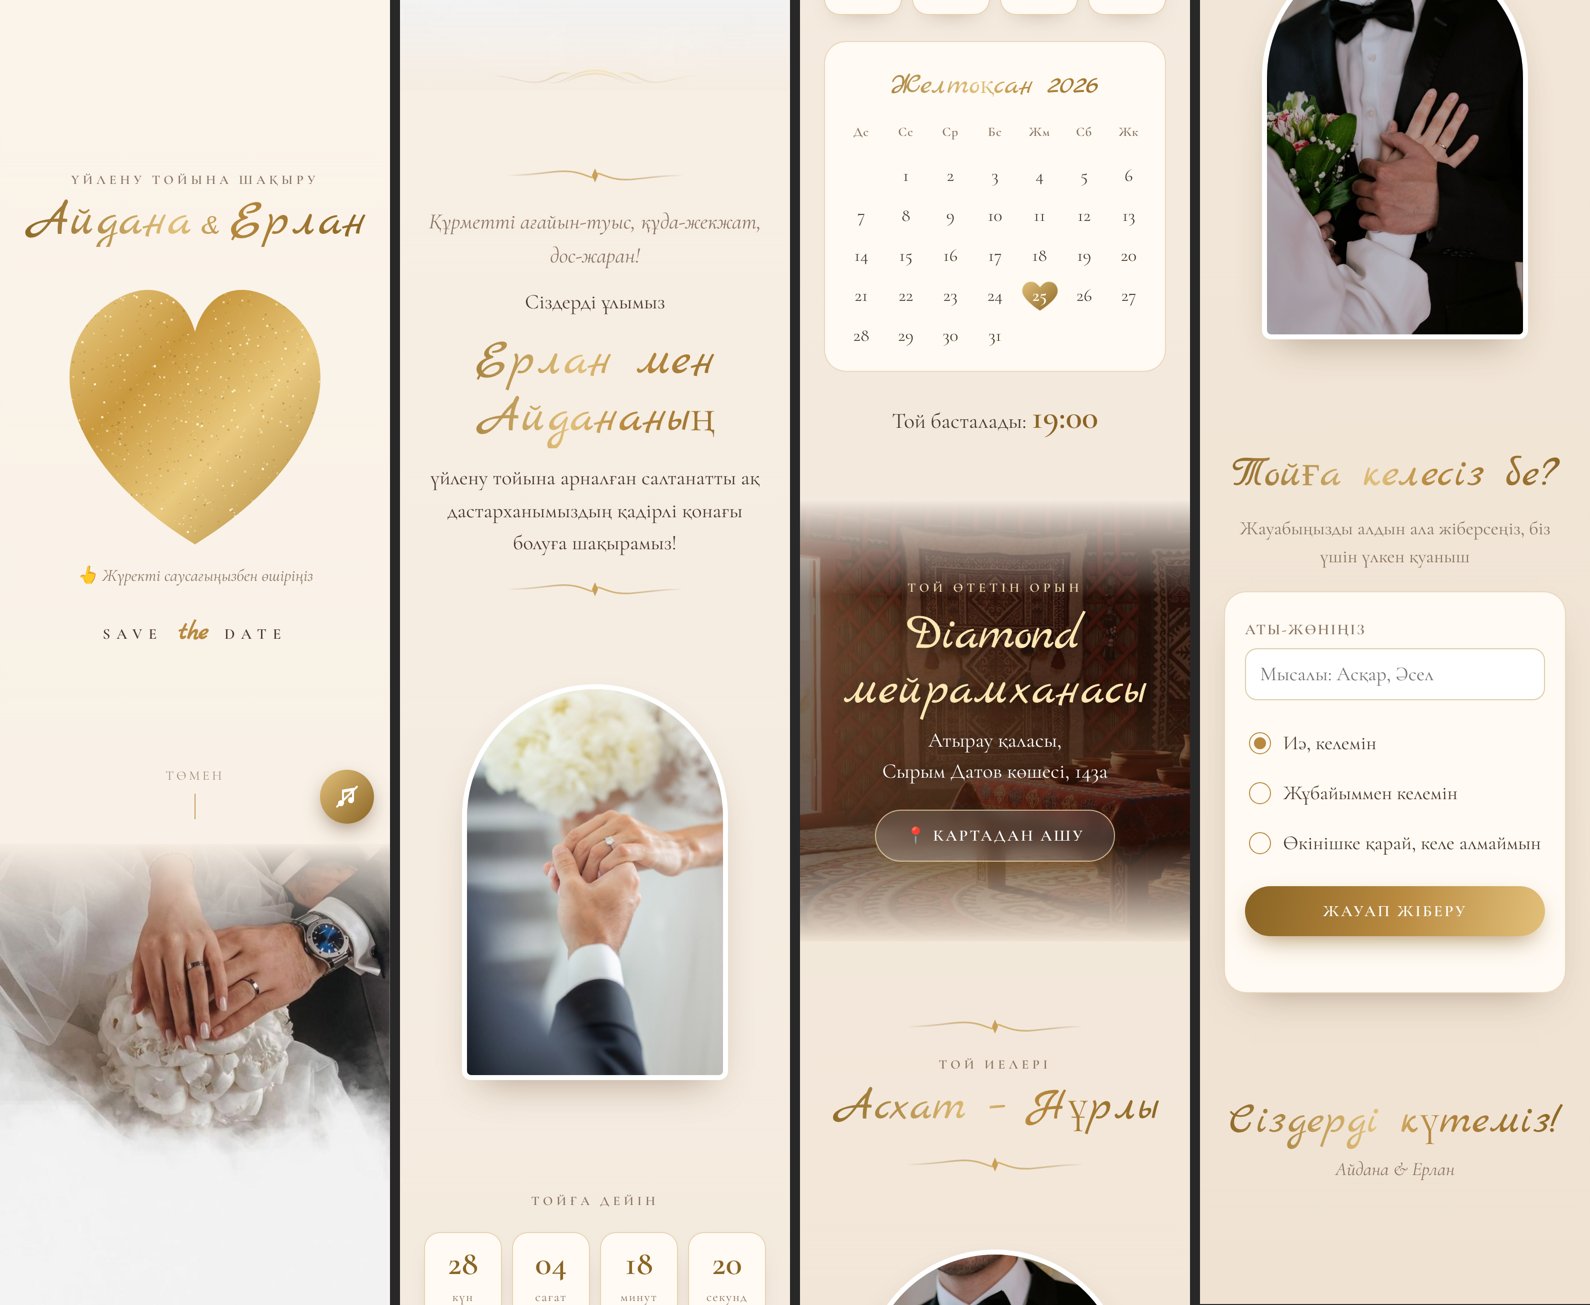 ҮЙЛЕНУ ТОЙЫНА ШАҚЫРУ
Айдана & Ерлан
👆 Жүректі саусағыңызбен өшіріңіз
SAVE the DATE
ТӨМЕН
Құрметті ағайын-туыс, құда-жекжат,
дос-жаран!
Сіздерді ұлымыз
Ерлан мен
Айдананың
үйлену тойына арналған салтанатты ақ
дастарханымыздың қадірлі қонағы
болуға шақырамыз!
ТОЙҒА ДЕЙІН
28 04 18 20
күн сағат минут секунд
Желтоқсан 2026
Дс Се Ср Бс Жм Сб Жк
1 2 3 4 5 6
7 8 9 10 11 12 13
14 15 16 17 18 19 20
21 22 23 24 25 26 27
28 29 30 31
Той басталады: 19:00
ТОЙ ӨТЕТІН ОРЫН
Diamond
мейрамханасы
Атырау қаласы,
Сырым Датов көшесі, 143а
📍 КАРТАДАН АШУ
ТОЙ ИЕЛЕРІ
Асхат – Нұрлы
Тойға келесіз бе?
Жауабыңызды алдын ала жіберсеңіз, біз
үшін үлкен қуаныш
АТЫ-ЖӨНІҢІЗ
Мысалы: Асқар, Әсел
Иә, келемін
Жұбайыммен келемін
Өкінішке қарай, келе алмаймын
ЖАУАП ЖІБЕРУ
Сіздерді күтеміз!
Айдана & Ерлан